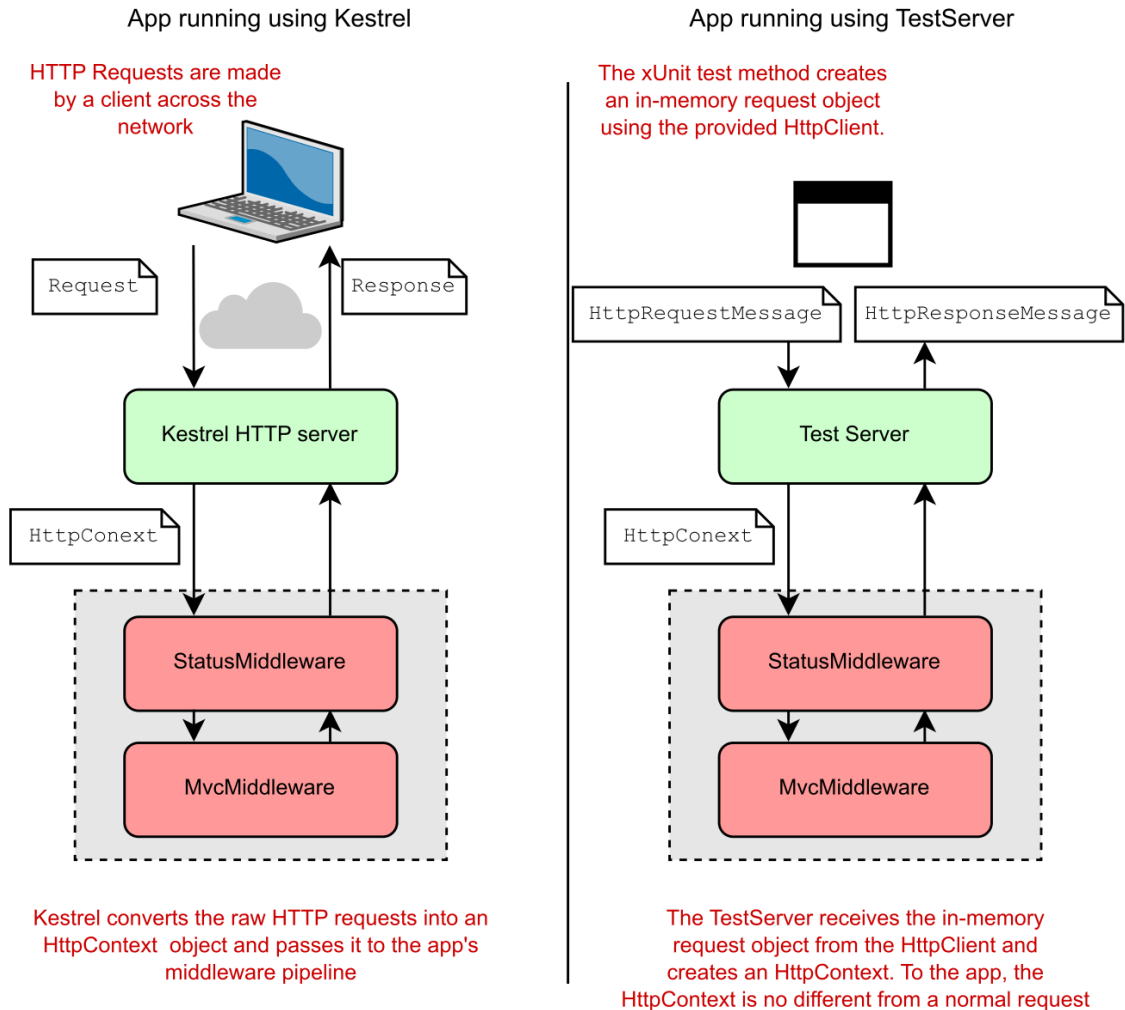 App running using Kestrel
HTTP Requests are made
by a client across the
network
Request
Response
Kestrel HTTP server
HttpConext
StatusMiddleware
MvcMiddleware
Kestrel converts the raw HTTP requests into an
HttpContext  object and passes it to the app's
middleware pipeline
App running using TestServer
The xUnit test method creates
an in-memory request object
using the provided HttpClient.
HttpRequestMessage
HttpResponseMessage
Test Server
HttpConext
StatusMiddleware
MvcMiddleware
The TestServer receives the in-memory
request object from the HttpClient and
creates an HttpContext. To the app, the
HttpContext is no different from a normal request